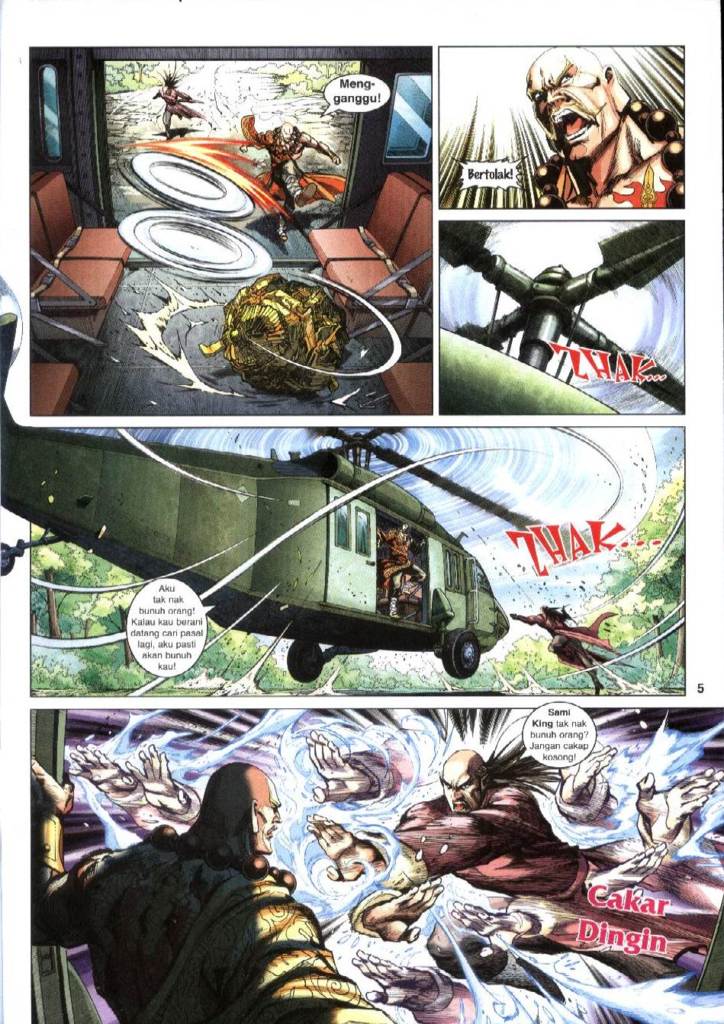 Meng-
ganggu!
Bertolak!
ZHAK...
ZHAK...
Aku
tak nak
bunuh orang!
Kalau kau berani
datang cari pasal
lagi, aku pasti
akan bunuh
kau!
5
Sami
King tak nak
bunuh orang?
Jangan cakap
kosong!
Cakar
Dingin